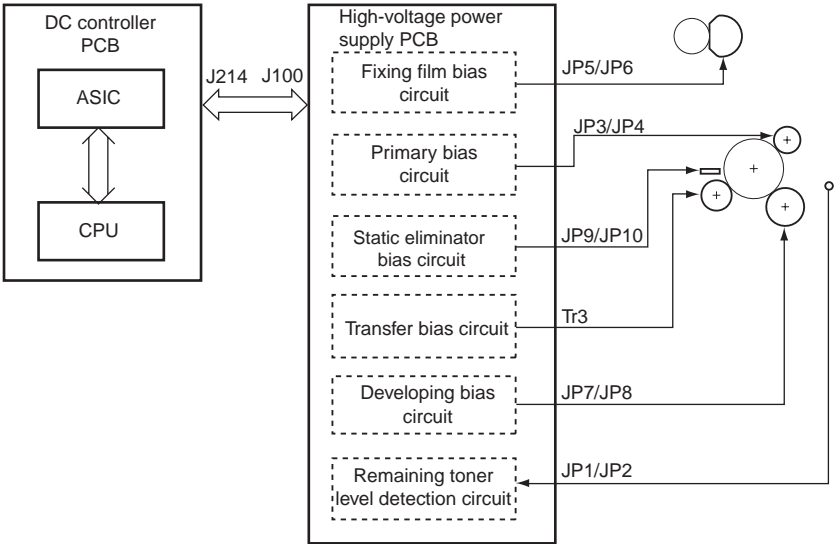 DC controller
PCB
ASIC
CPU
J214 J100
High-voltage power
supply PCB
Fixing film bias
circuit
JP5/JP6
Primary bias
circuit
JP3/JP4
Static eliminator
bias circuit
JP9/JP10
Transfer bias circuit
Tr3
Developing bias
circuit
JP7/JP8
Remaining toner
level detection circuit
JP1/JP2